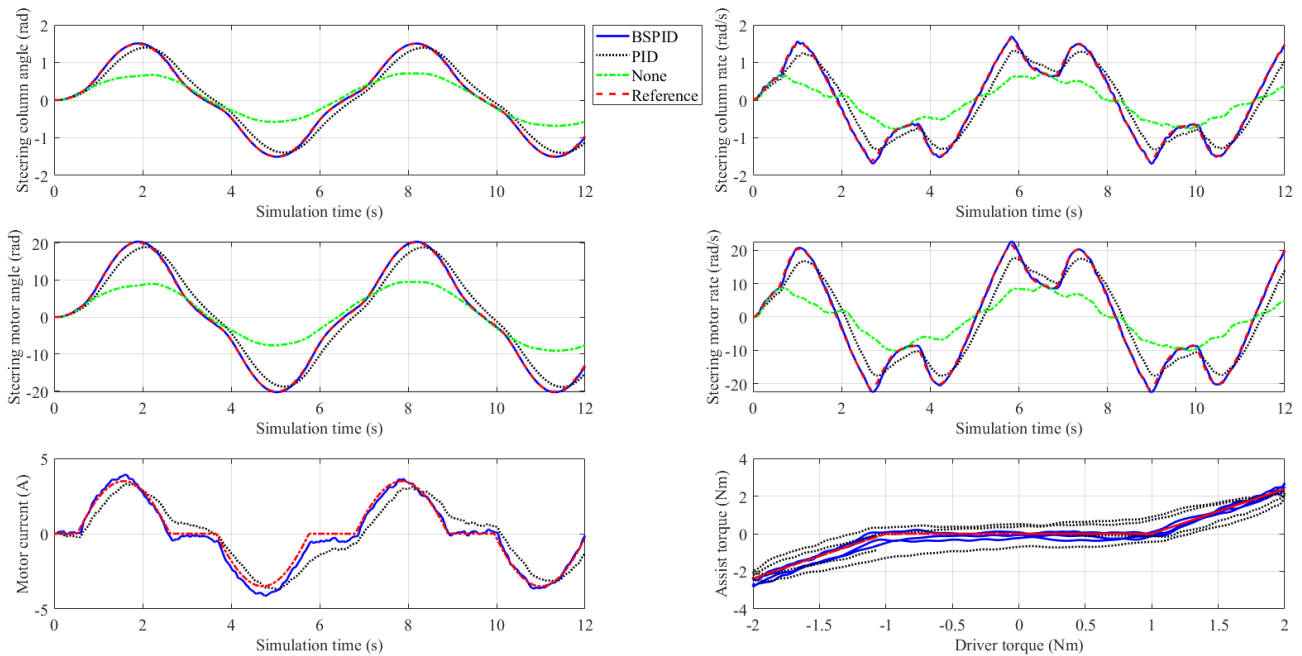 Steering column angle (rad)
2
1
0
-1
-2
0 2 4 6 8 10 12
Simulation time (s)
BSPID
PID
None
Reference
Steering column rate (rad/s)
2
1
0
-1
-2
0 2 4 6 8 10 12
Simulation time (s)
Steering motor angle (rad)
20
10
0
-10
-20
0 2 4 6 8 10 12
Simulation time (s)
Steering motor rate (rad/s)
20
10
0
-10
-20
0 2 4 6 8 10 12
Simulation time (s)
Motor current (A)
5
0
-5
0 2 4 6 8 10 12
Simulation time (s)
Assist torque (Nm)
4
2
0
-2
-4
-2 -1.5 -1 -0.5 0 0.5 1 1.5 2
Driver torque (Nm)